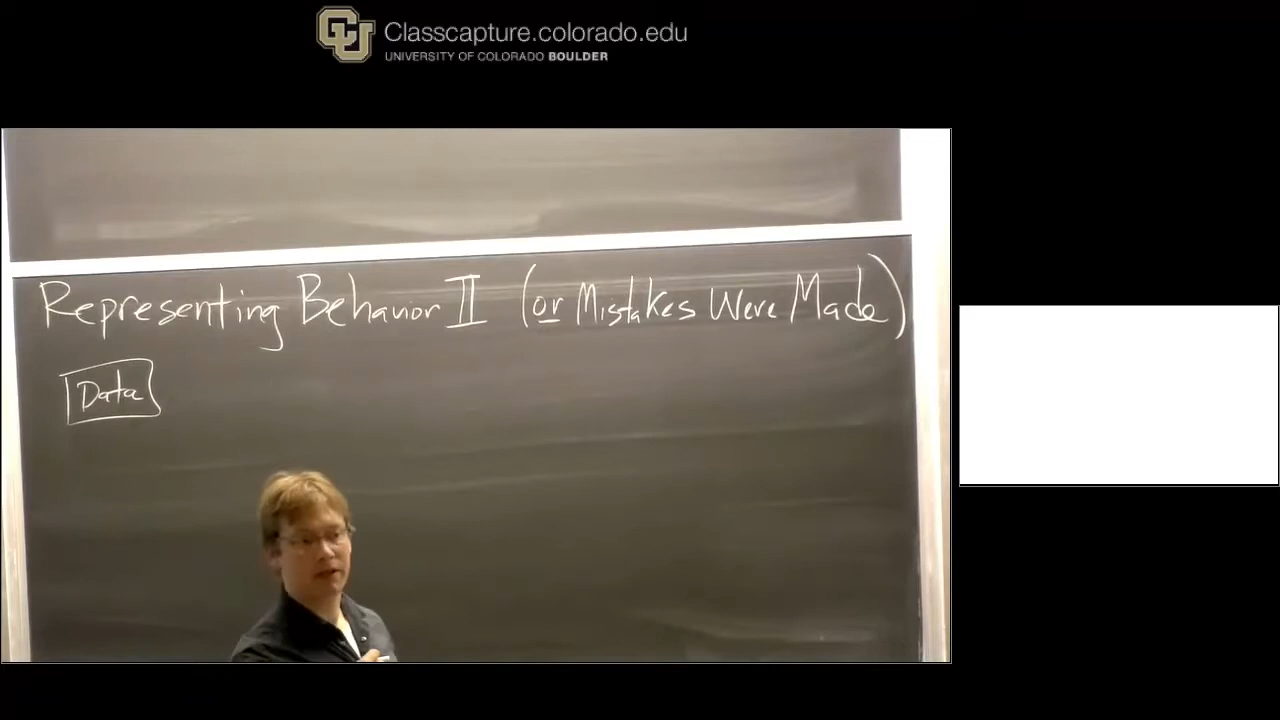 Classcapture.colorado.edu
UNIVERSITY OF COLORADO BOULDER
Representing Behavior II (or Mistakes Were Made)
Data